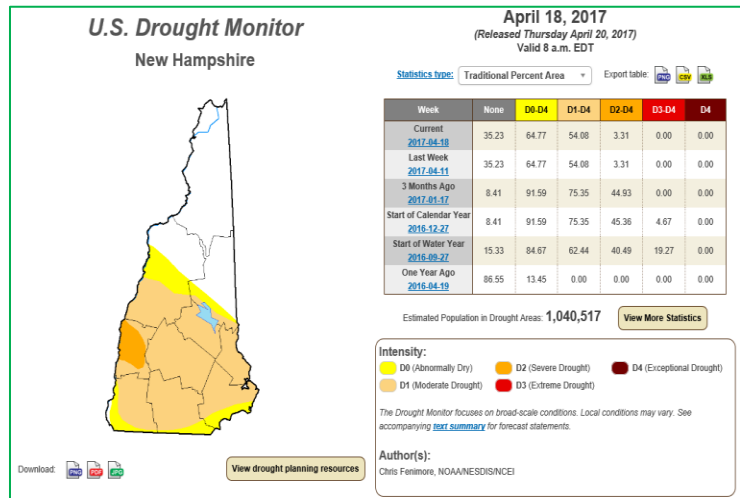 U.S. Drought Monitor
New Hampshire
Download: PNG PDF JPG
View drought planning resources
April 18, 2017
(Released Thursday April 20, 2017)
Valid 8 a.m. EDT
Statistics type: Traditional Percent Area Export table: PNG CSV XLS
Week None D0-D4 D1-D4 D2-D4 D3-D4 D4
Current
2017-04-18 35.23 64.77 54.08 3.31 0.00 0.00
Last Week
2017-04-11 35.23 64.77 54.08 3.31 0.00 0.00
3 Months Ago
2017-01-17 8.41 91.59 75.35 44.93 0.00 0.00
Start of Calendar Year
2016-12-27 8.41 91.59 75.35 45.36 4.67 0.00
Start of Water Year
2016-09-27 15.33 84.67 62.44 40.49 19.27 0.00
One Year Ago
2016-04-19 86.55 13.45 0.00 0.00 0.00 0.00
Estimated Population in Drought Areas: 1,040,517 View More Statistics
Intensity:
D0 (Abnormally Dry) D2 (Severe Drought) D4 (Exceptional Drought)
D1 (Moderate Drought) D3 (Extreme Drought)
The Drought Monitor focuses on broad-scale conditions. Local conditions may vary. See
accompanying text summary for forecast statements.
Author(s):
Chris Fenimore, NOAA/NESDIS/NCEI